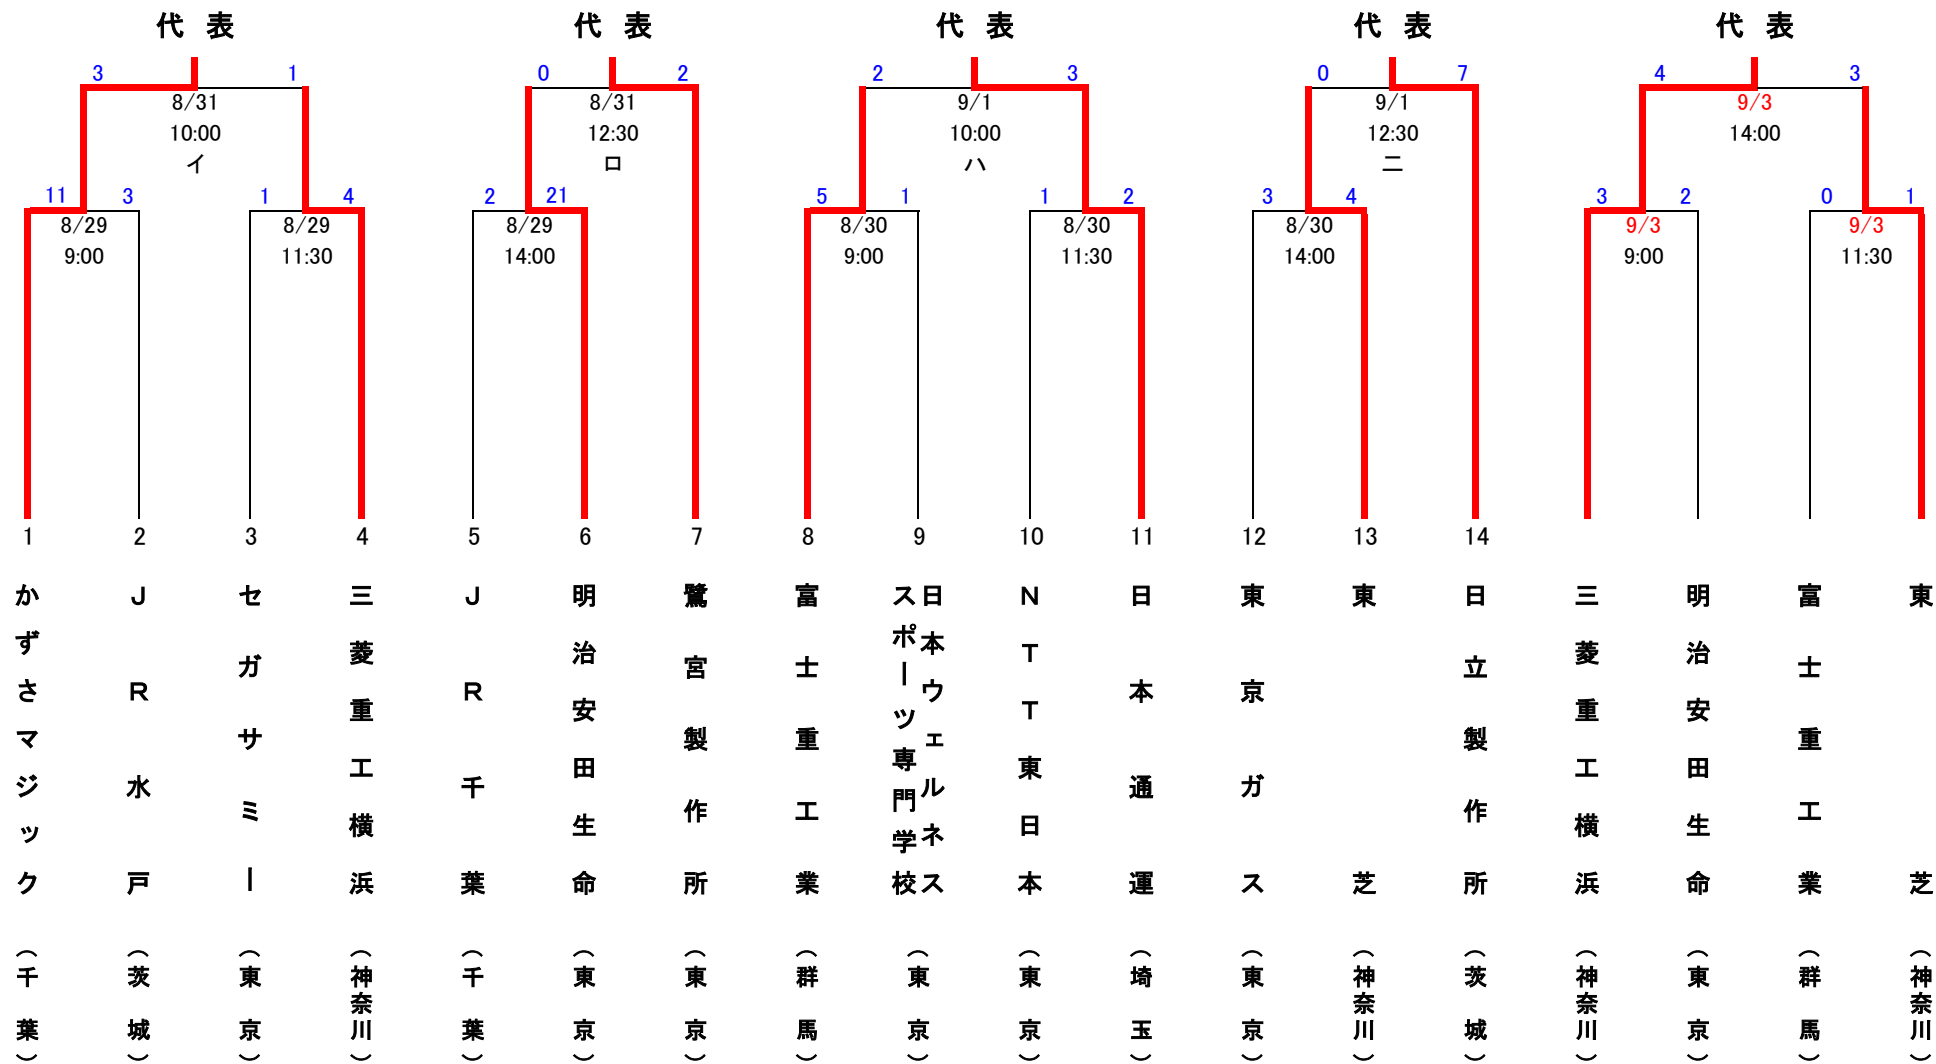 代 表
代 表
代 表
代 表
代 表
3 1
0 2
2 3
0 7
4 3
8/31
10:00
イ
8/31
12:30
ロ
9/1
10:00
ハ
9/1
12:30
二
9/3
14:00
11 3
1 4
2 21
5 1
1 2
3 4
3 2
0 1
8/29
9:00
8/29
11:30
8/29
14:00
8/30
9:00
8/30
11:30
8/30
14:00
9/3
9:00
9/3
11:30
1 2 3 4 5 6 7 8 9 10 11 12 13 14
かずさマジック
(千葉)
JR水戸
(茨城)
セガサミー
(東京)
三菱重工横浜
(神奈川)
JR千葉
(千葉)
明治安田生命
(東京)
鷺宮製作所
(東京)
富士重工業
(群馬)
日本ウェルネス
スポーツ専門学校
(東京)
NTT東日本
(東京)
日本通運
(埼玉)
東京ガス
(東京)
東芝
(神奈川)
日立製作所
(茨城)
三菱重工横浜
(神奈川)
明治安田生命
(東京)
富士重工業
(群馬)
東芝
(神奈川)